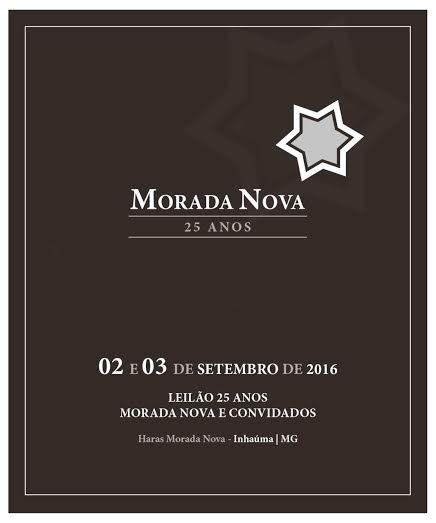 MORADA NOVA
25 ANOS
02 E 03 DE SETEMBRO DE 2016
LEILÃO 25 ANOS
MORADA NOVA E CONVIDADOS
Haras Morada Nova - Inhaúma | MG